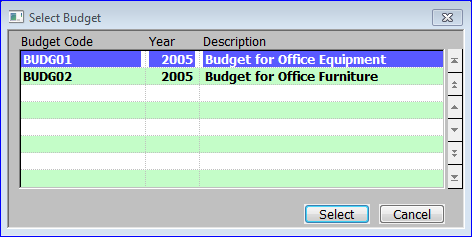 Select Budget
Budget Code Year Description
BUDG01 2005 Budget for Office Equipment
BUDG02 2005 Budget for Office Furniture
Select Cancel